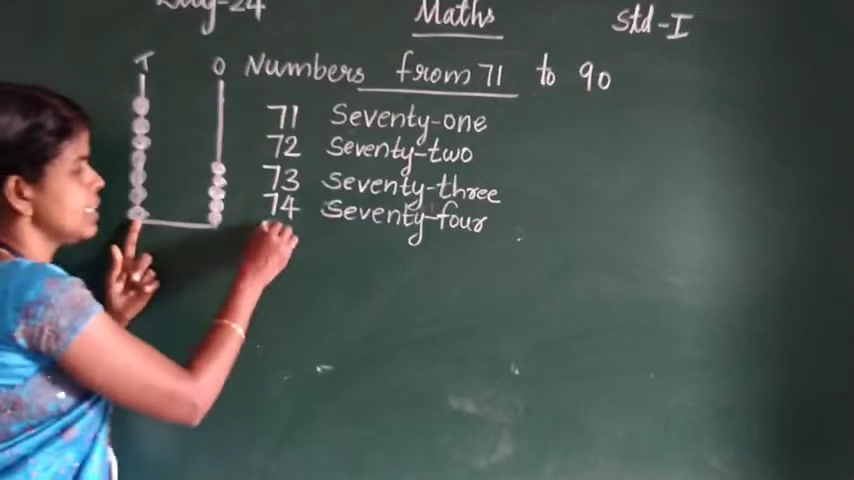 Day-24
Maths
Std-I
T O
Numbers from 71 to 90
71 Seventy-one
72 Seventy-two
73 Seventy-three
74 Seventy-four